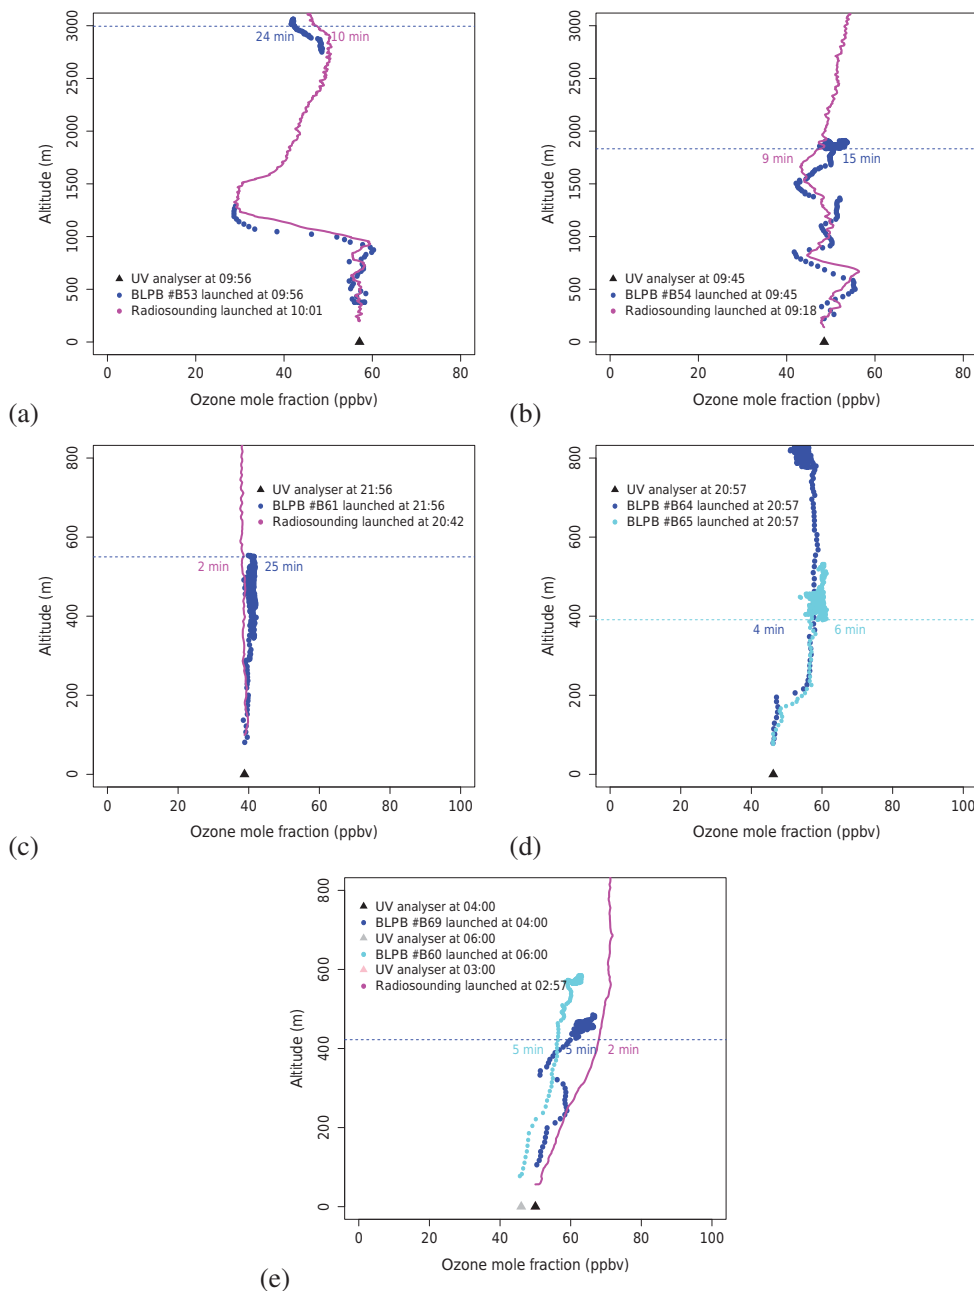 3000
2500
2000
1500
1000
500
0
Altitude (m)
24 min
10 min
UV analyser at 09:56
BLPB #B53 launched at 09:56
Radiosounding launched at 10:01
0 20 40 60 80
Ozone mole fraction (ppbv)
(a)
3000
2500
2000
1500
1000
500
0
Altitude (m)
9 min
15 min
UV analyser at 09:45
BLPB #B54 launched at 09:45
Radiosounding launched at 09:18
0 20 40 60 80
Ozone mole fraction (ppbv)
(b)
800
600
400
200
0
Altitude (m)
UV analyser at 21:56
BLPB #B61 launched at 21:56
Radiosounding launched at 20:42
2 min
25 min
0 20 40 60 80 100
Ozone mole fraction (ppbv)
(c)
800
600
400
200
0
Altitude (m)
UV analyser at 20:57
BLPB #B64 launched at 20:57
BLPB #B65 launched at 20:57
4 min
6 min
0 20 40 60 80 100
Ozone mole fraction (ppbv)
(d)
800
600
400
200
0
Altitude (m)
UV analyser at 04:00
BLPB #B69 launched at 04:00
UV analyser at 06:00
BLPB #B60 launched at 06:00
UV analyser at 03:00
Radiosounding launched at 02:57
5 min
5 min
2 min
0 20 40 60 80 100
Ozone mole fraction (ppbv)
(e)